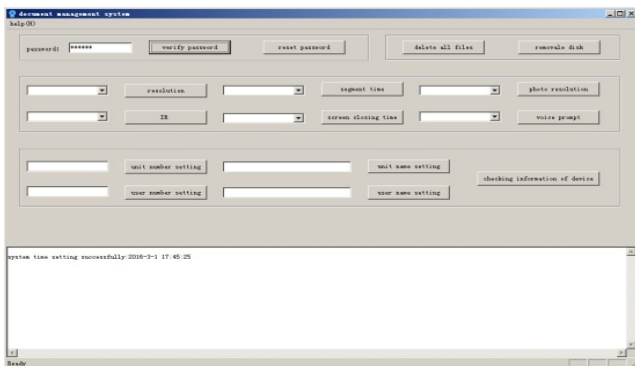 document management system
help(H)
password: ****** verify password reset password delete all files removale disk
resolution segment time photo resolution
IR screen closing time voice prompt
unit number setting unit name setting
checking information of device
user number setting user name setting
system time setting successfully:2016-3-1 17:45:25
Ready